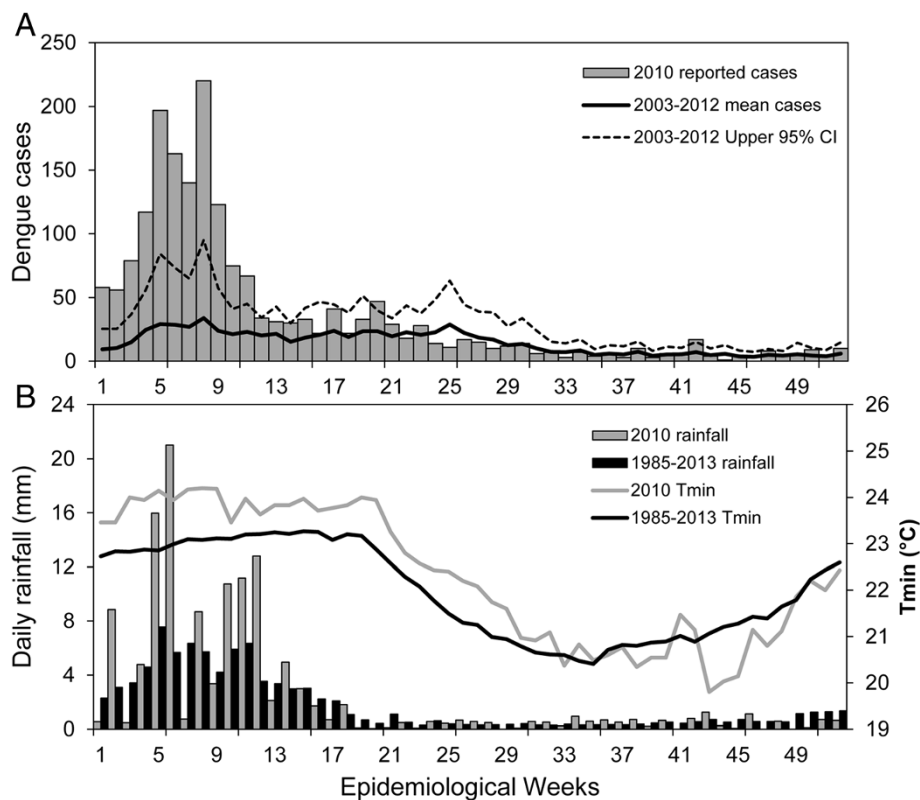 A
250
200
150
100
50
0
Dengue cases
2010 reported cases
2003-2012 mean cases
2003-2012 Upper 95% CI
1 5 9 13 17 21 25 29 33 37 41 45 49
B
24
20
16
12
8
4
0
Daily rainfall (mm)
2010 rainfall
1985-2013 rainfall
2010 Tmin
1985-2013 Tmin
26
25
24
23
22
21
20
19
Tmin (°C)
1 5 9 13 17 21 25 29 33 37 41 45 49
Epidemiological Weeks